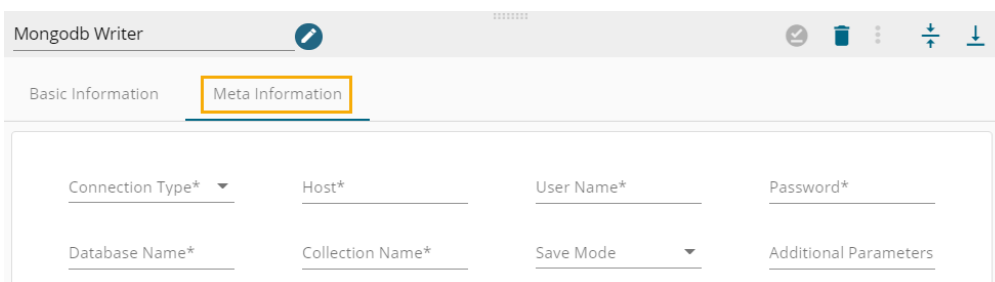 Mongodb Writer
Basic Information Meta Information
Connection Type* Host* User Name* Password*
Database Name* Collection Name* Save Mode Additional Parameters